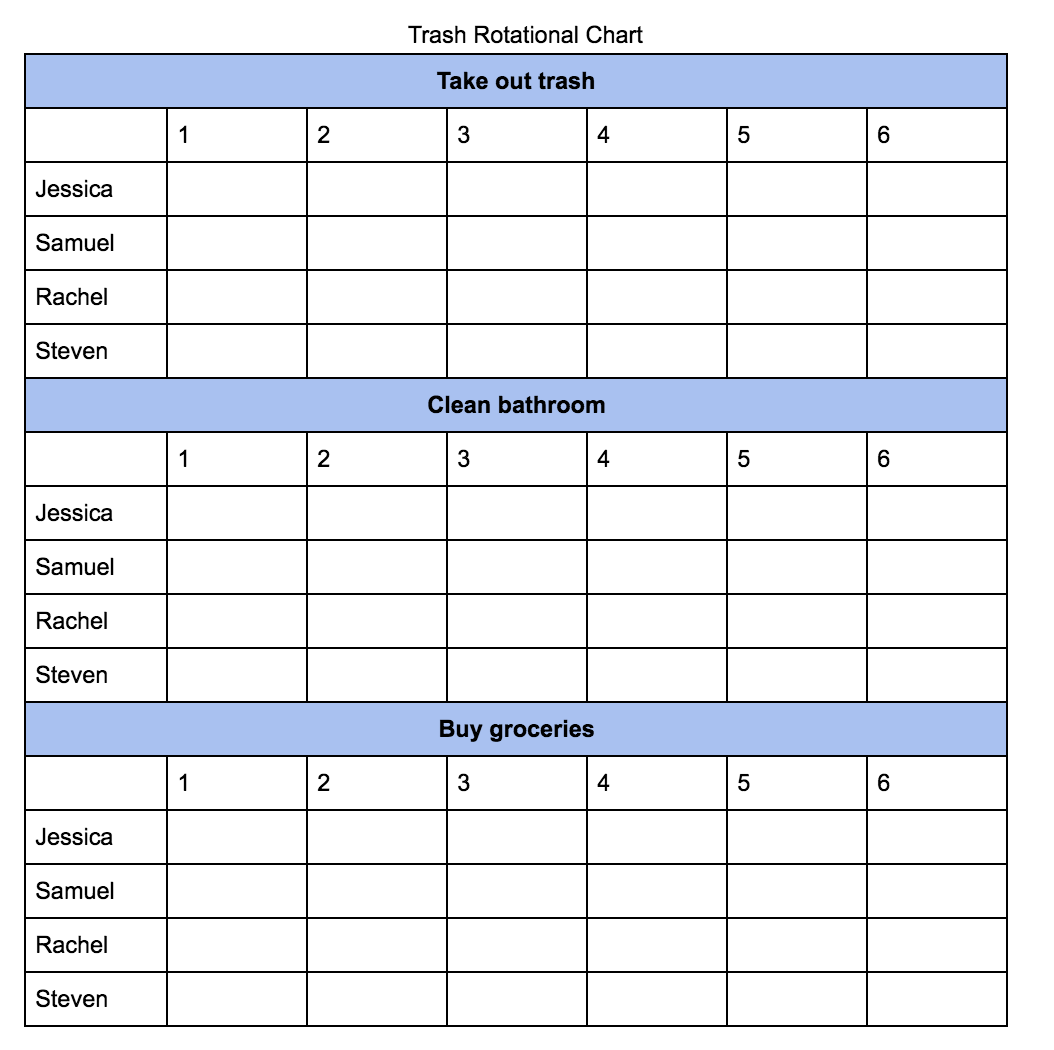 Trash Rotational Chart
Take out trash
1 2 3 4 5 6
Jessica
Samuel
Rachel
Steven
Clean bathroom
1 2 3 4 5 6
Jessica
Samuel
Rachel
Steven
Buy groceries
1 2 3 4 5 6
Jessica
Samuel
Rachel
Steven